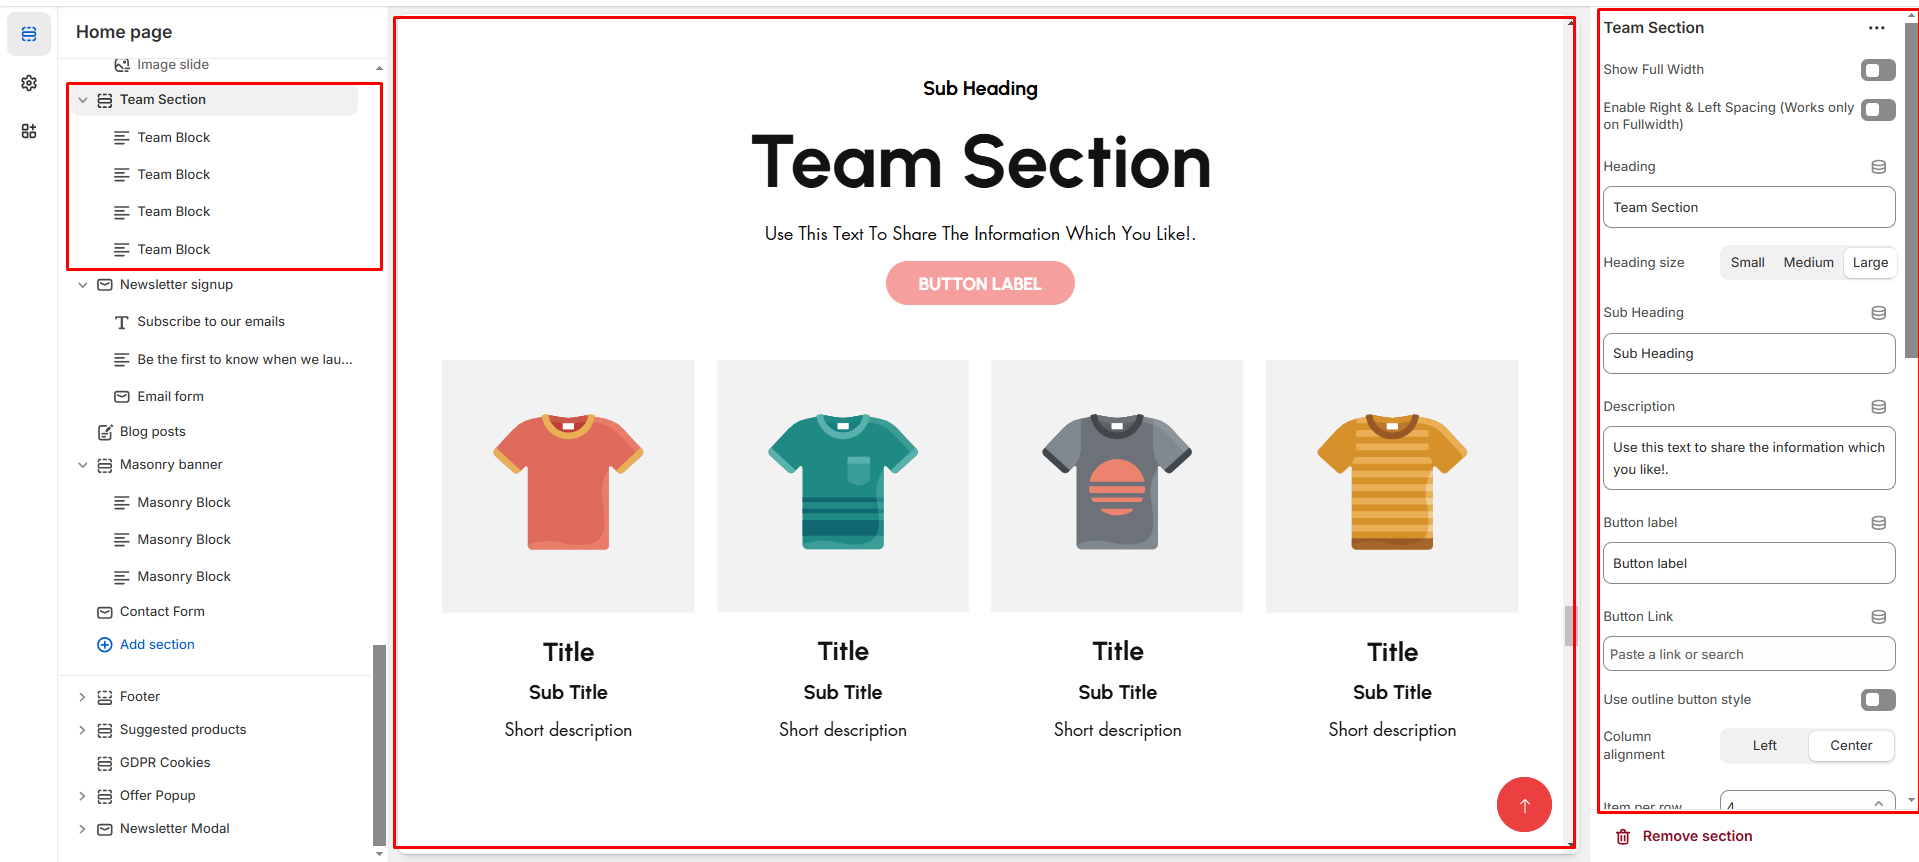 Home page
Image slide
Team Section
Team Block
Team Block
Team Block
Team Block
Newsletter signup
Subscribe to our emails
Be the first to know when we lau...
Email form
Blog posts
Masonry banner
Masonry Block
Masonry Block
Masonry Block
Contact Form
Add section
Footer
Suggested products
GDPR Cookies
Offer Popup
Newsletter Modal
Sub Heading
Team Section
Use This Text To Share The Information Which You Like!.
BUTTON LABEL
Title
Sub Title
Short description
Title
Sub Title
Short description
Title
Sub Title
Short description
Title
Sub Title
Short description
Team Section
Show Full Width
Enable Right & Left Spacing (Works only
on Fullwidth)
Heading
Team Section
Heading size
Small Medium Large
Sub Heading
Sub Heading
Description
Use this text to share the information which
you like!.
Button label
Button label
Button Link
Paste a link or search
Use outline button style
Column
alignment
Left Center
Item per row 4
Remove section